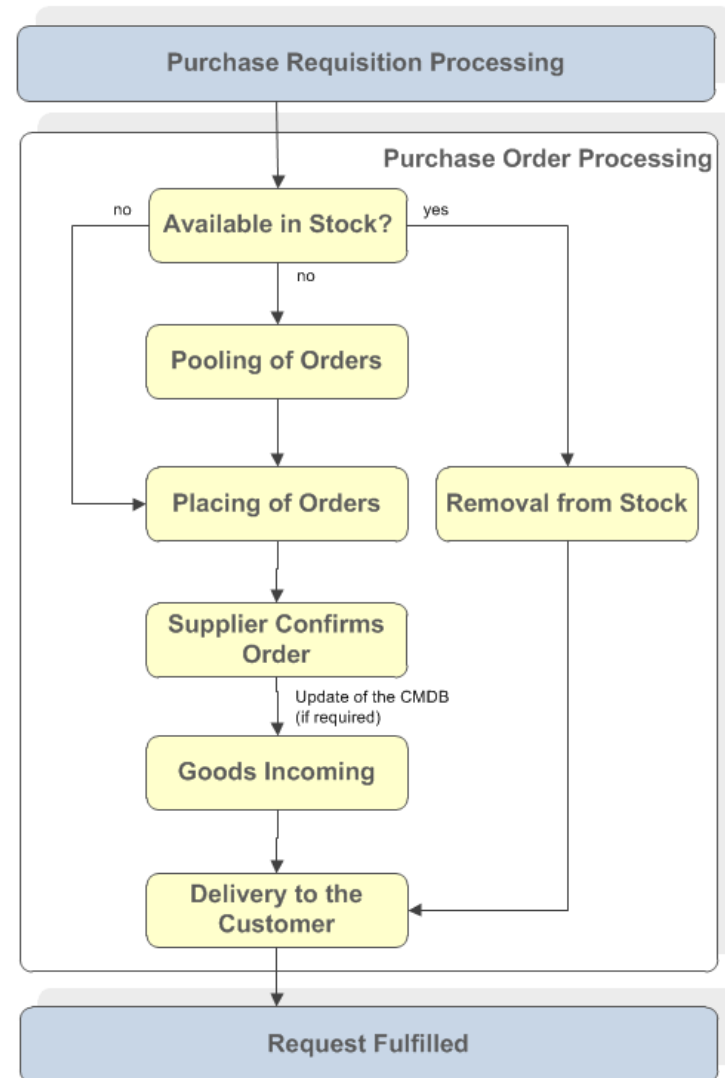 Purchase Requisition Processing
Purchase Order Processing
no
Available in Stock?
yes
no
Pooling of Orders
Placing of Orders
Removal from Stock
Supplier Confirms
Order
Update of the CMDB
(if required)
Goods Incoming
Delivery to the
Customer
Request Fulfilled